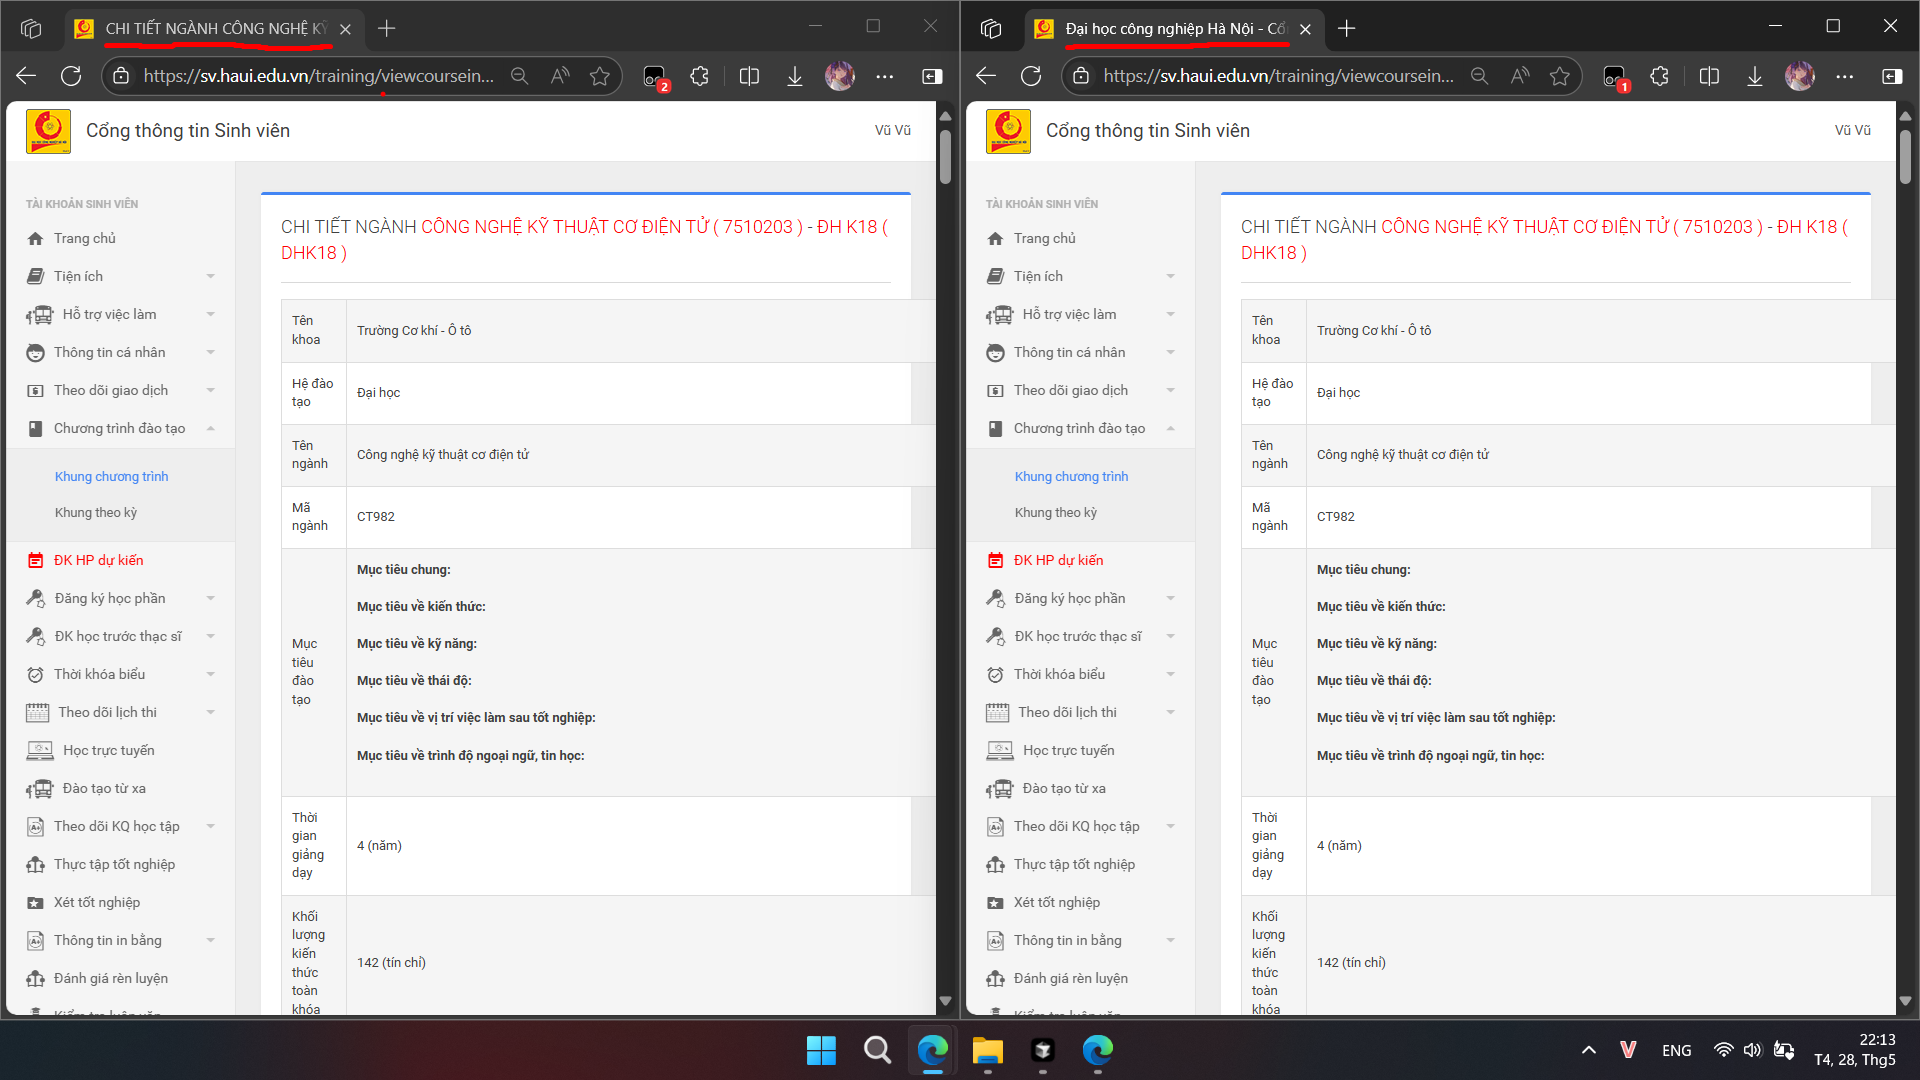 CHI TIẾT NGÀNH CÔNG NGHỆ KỸ
https://sv.haui.edu.vn/training/viewcoursein...
2
Cổng thông tin Sinh viên
Vũ Vũ
TÀI KHOẢN SINH VIÊN
Trang chủ
Tiện ích
Hỗ trợ việc làm
Thông tin cá nhân
Theo dõi giao dịch
Chương trình đào tạo
Khung chương trình
Khung theo kỳ
ĐK HP dự kiến
Đăng ký học phần
ĐK học trước thạc sĩ
Thời khóa biểu
Theo dõi lịch thi
Học trực tuyến
Đào tạo từ xa
Theo dõi KQ học tập
Thực tập tốt nghiệp
Xét tốt nghiệp
Thông tin in bằng
Đánh giá rèn luyện
CHI TIẾT NGÀNH CÔNG NGHỆ KỸ THUẬT CƠ ĐIỆN TỬ ( 7510203 ) - ĐH K18 (
DHK18 )
Tên
khoa
Trường Cơ khí - Ô tô
Hệ đào
tạo
Đại học
Tên
ngành
Công nghệ kỹ thuật cơ điện tử
Mã
ngành
CT982
Mục
tiêu
đào
tạo
Mục tiêu chung:
Mục tiêu về kiến thức:
Mục tiêu về kỹ năng:
Mục tiêu về thái độ:
Mục tiêu về vị trí việc làm sau tốt nghiệp:
Mục tiêu về trình độ ngoại ngữ, tin học:
Thời
gian
giảng
dạy
4 (năm)
Khối
lượng
kiến
thức
toàn
khóa
142 (tín chỉ)
Đại học công nghiệp Hà Nội - Cổ
https://sv.haui.edu.vn/training/viewcoursein...
1
Cổng thông tin Sinh viên
Vũ Vũ
TÀI KHOẢN SINH VIÊN
Trang chủ
Tiện ích
Hỗ trợ việc làm
Thông tin cá nhân
Theo dõi giao dịch
Chương trình đào tạo
Khung chương trình
Khung theo kỳ
ĐK HP dự kiến
Đăng ký học phần
ĐK học trước thạc sĩ
Thời khóa biểu
Theo dõi lịch thi
Học trực tuyến
Đào tạo từ xa
Theo dõi KQ học tập
Thực tập tốt nghiệp
Xét tốt nghiệp
Thông tin in bằng
Đánh giá rèn luyện
CHI TIẾT NGÀNH CÔNG NGHỆ KỸ THUẬT CƠ ĐIỆN TỬ ( 7510203 ) - ĐH K18 (
DHK18 )
Tên
khoa
Trường Cơ khí - Ô tô
Hệ đào
tạo
Đại học
Tên
ngành
Công nghệ kỹ thuật cơ điện tử
Mã
ngành
CT982
Mục
tiêu
đào
tạo
Mục tiêu chung:
Mục tiêu về kiến thức:
Mục tiêu về kỹ năng:
Mục tiêu về thái độ:
Mục tiêu về vị trí việc làm sau tốt nghiệp:
Mục tiêu về trình độ ngoại ngữ, tin học:
Thời
gian
giảng
dạy
4 (năm)
Khối
lượng
kiến
thức
toàn
khóa
142 (tín chỉ)
ENG
22:13
T4, 28, Thg5